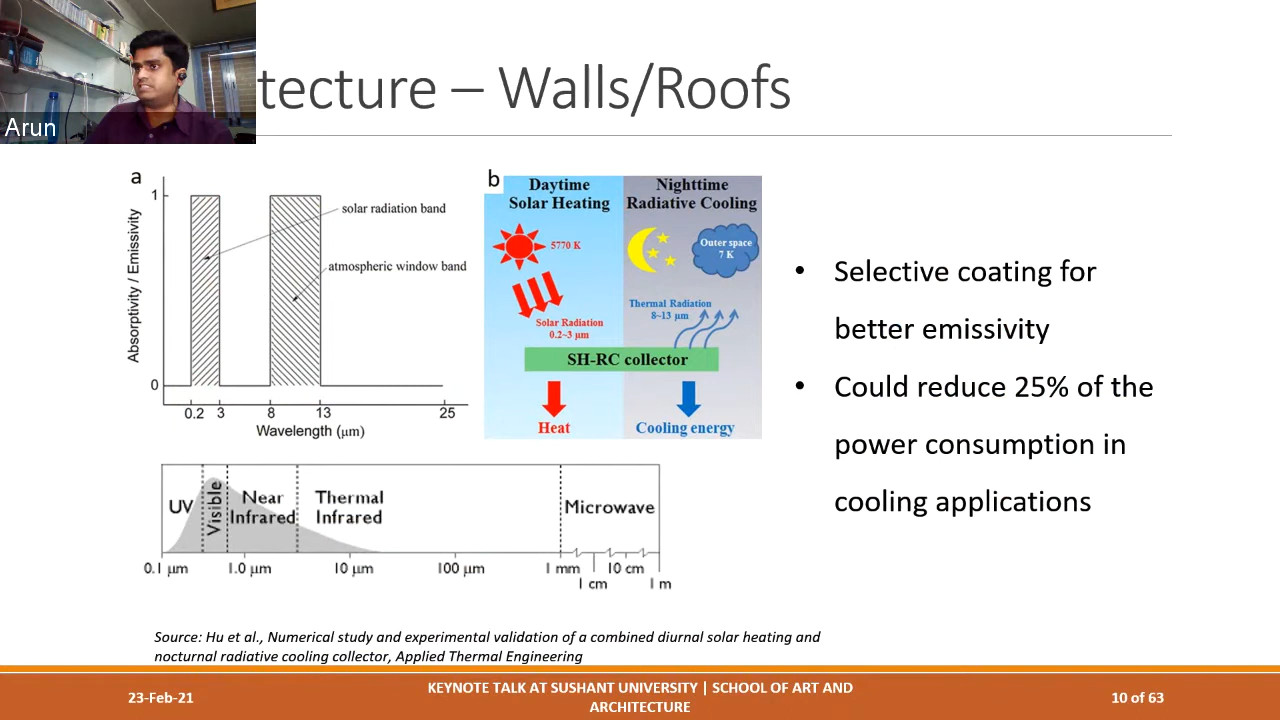 Arun
tecture – Walls/Roofs
a
1
0
Absorptivity / Emissivity
solar radiation band
atmospheric window band
0.2 3 8 13 25
Wavelength (μm)
b
Daytime
Solar Heating
Nighttime
Radiative Cooling
5770 K
Outer space
7 K
Solar Radiation
0.2~3 μm
Thermal Radiation
8~13 μm
SH-RC collector
Heat
Cooling energy
• Selective coating for
better emissivity
• Could reduce 25% of the
power consumption in
cooling applications
UV
Visible
Near
Infrared
Thermal
Infrared
Microwave
0.1 μm 1.0 μm 10 μm 100 μm 1 mm 10 cm
1 cm 1 m
Source: Hu et al., Numerical study and experimental validation of a combined diurnal solar heating and
nocturnal radiative cooling collector, Applied Thermal Engineering
23-Feb-21
KEYNOTE TALK AT SUSHANT UNIVERSITY | SCHOOL OF ART AND
ARCHITECTURE
10 of 63